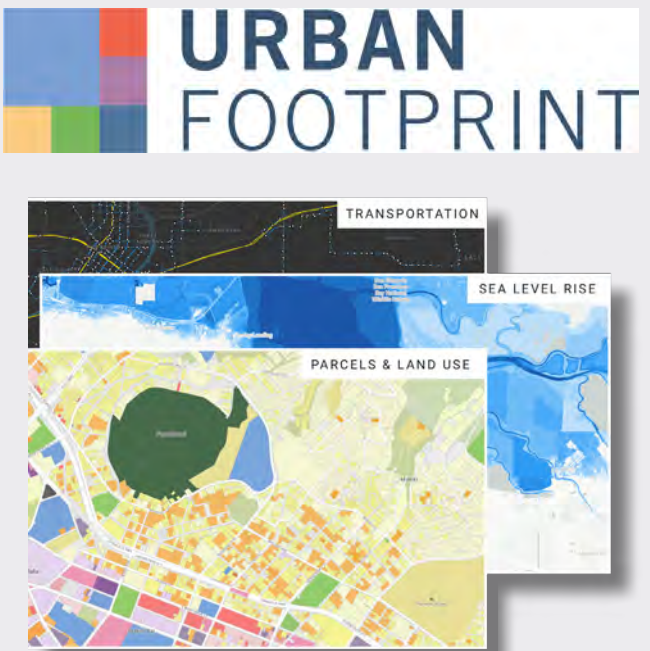 URBAN
FOOTPRINT
TRANSPORTATION
SEA LEVEL RISE
PARCELS & LAND USE